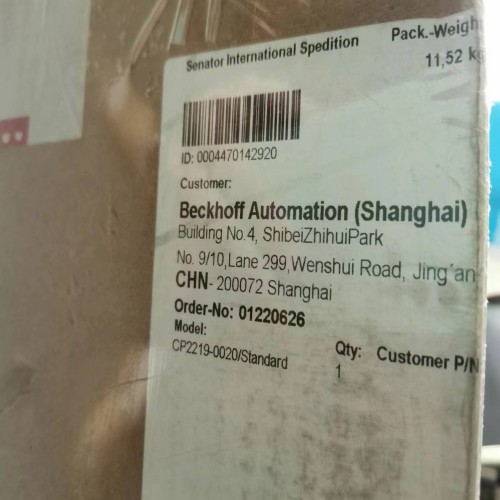 Senator International Spedition
Pack.-Weigh
11,52 kg
ID: 0004470142920
Customer:
Beckhoff Automation (Shanghai)
Building No.4, ShibeiZhihuiPark
No. 9/10,Lane 299,Wenshui Road, Jing´an
CHN- 200072 Shanghai
Order-No: 01220626
Model:
CP2219-0020/Standard
Qty:
1
Customer P/N